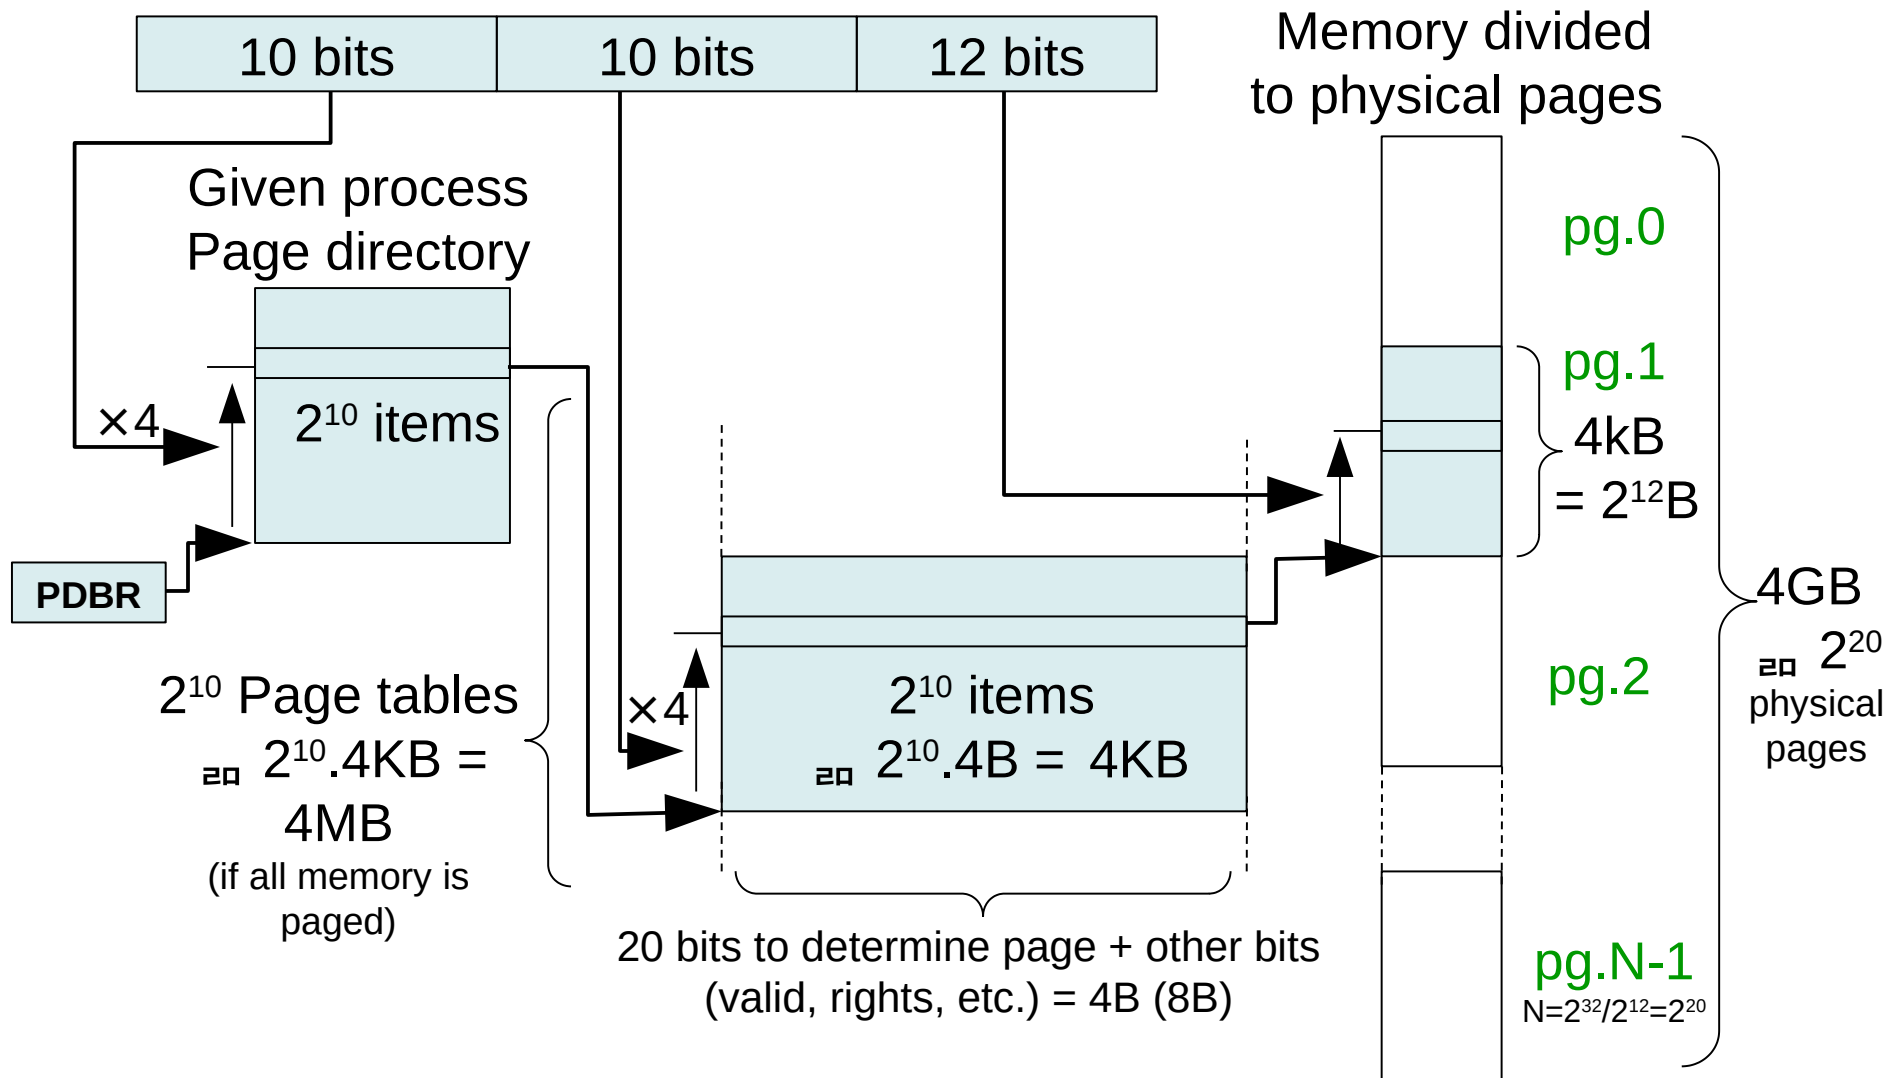 10 bits
10 bits
12 bits
Memory divided
to physical pages
Given process
Page directory
2¹⁰ items
×4
PDBR
2¹⁰ Page tables
ᄅᄆ 2¹⁰.4KB =
4MB
(if all memory is
paged)
×4
2¹⁰ items
ᄅᄆ 2¹⁰.4B = 4KB
20 bits to determine page + other bits
(valid, rights, etc.) = 4B (8B)
pg.0
pg.1
4kB
= 2¹²B
pg.2
pg.N-1
N=2³²/2¹²=2²⁰
4GB
ᄅᄆ 2²⁰
physical
pages